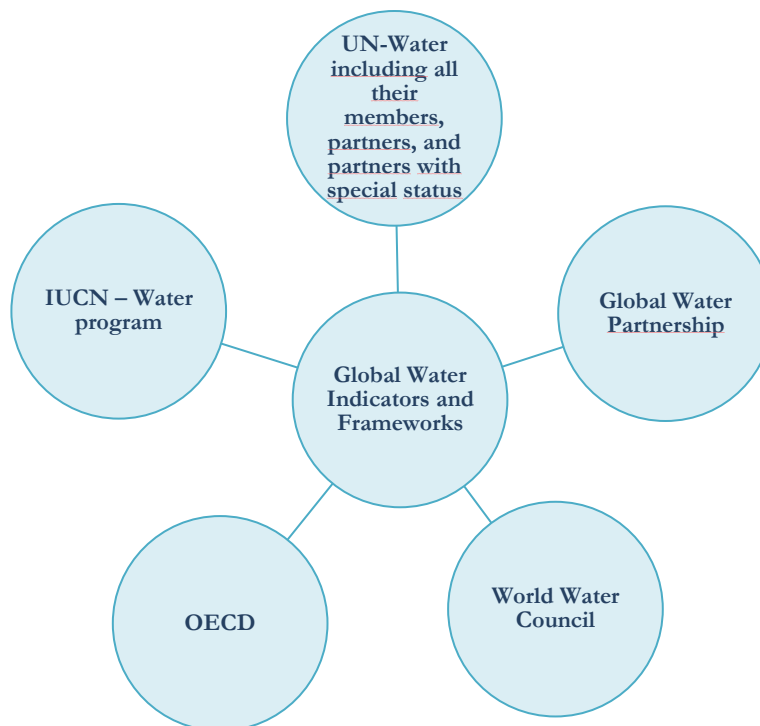 UN-Water
including all
their
members,
partners, and
partners with
special status
IUCN – Water
program
Global Water
Partnership
Global Water
Indicators and
Frameworks
OECD
World Water
Council